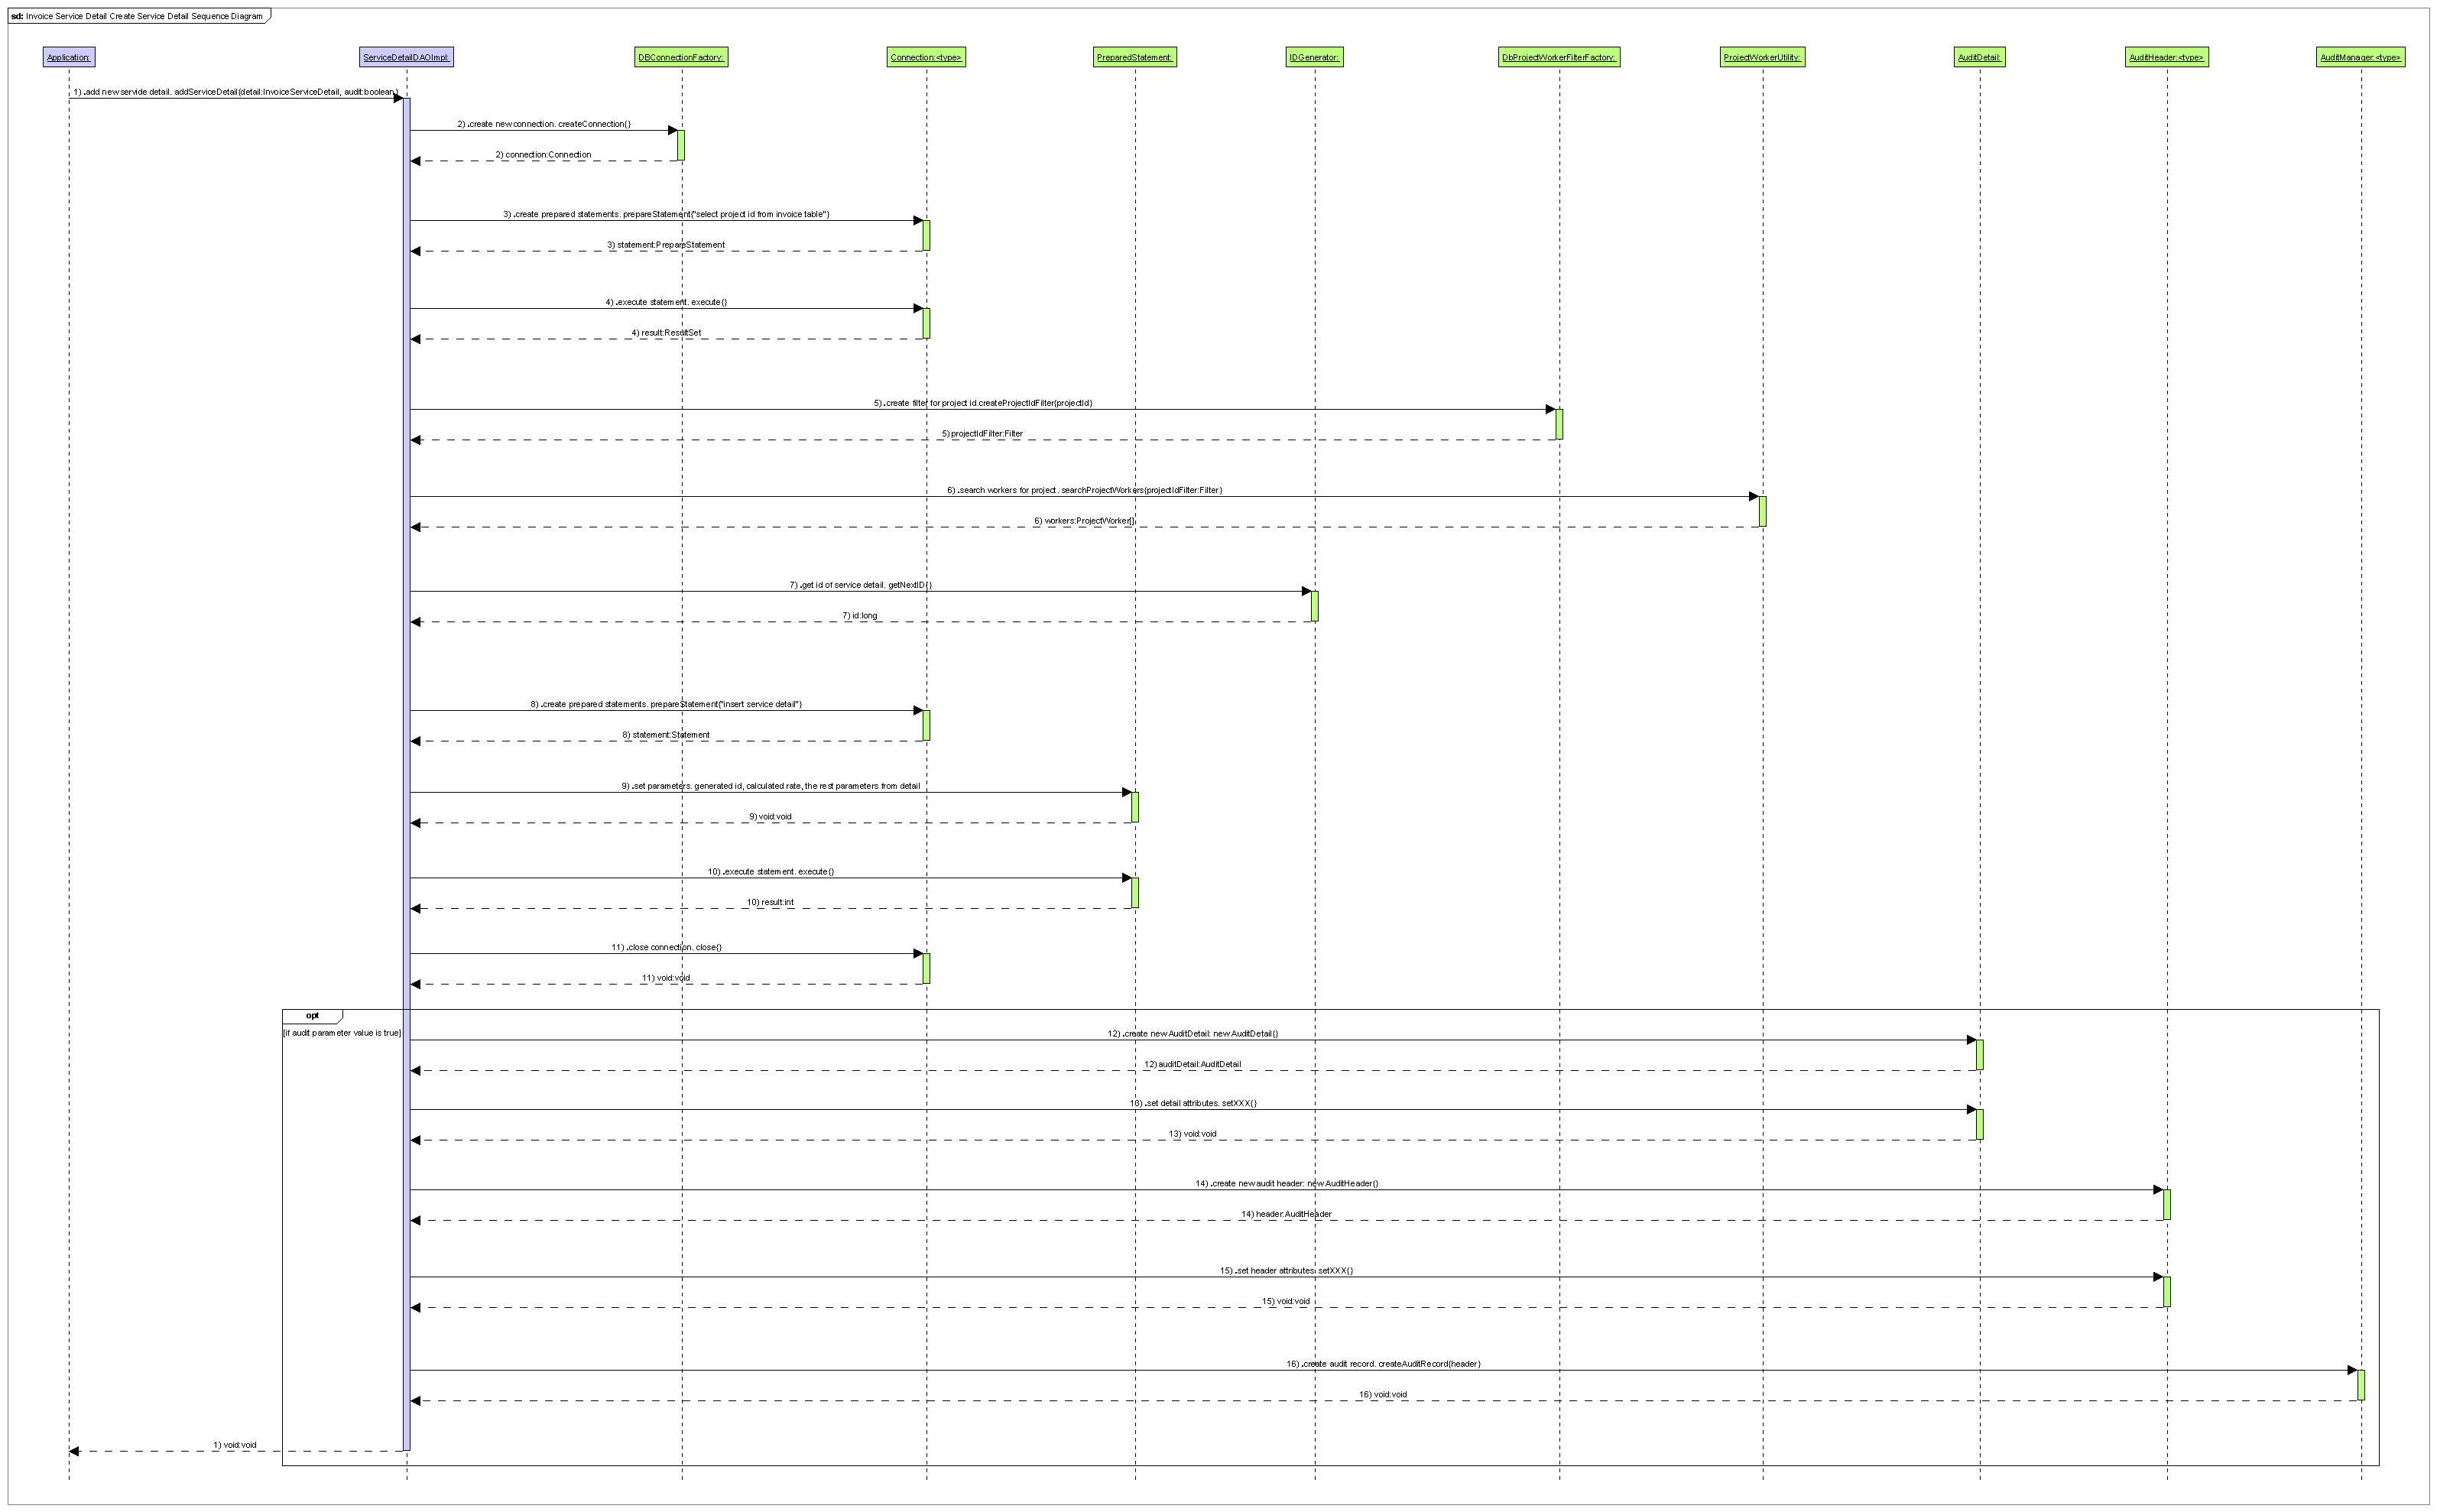 sd: Invoice Service Detail Create Service Detail Sequence Diagram
Application:
ServiceDetailDAOImpl:
DBConnectionFactory:
Connection:<type>
PreparedStatement:
IDGenerator:
DbProjectWorkerFilterFactory:
ProjectWorkerUtility:
AuditDetail:
AuditHeader:<type>
AuditManager:<type>
1) .add new servide detail. addServiceDetail(detail:InvoiceServiceDetail, audit:boolean)
2) .create new connection. createConnection()
2) connection:Connection
3) .create prepared statements. prepareStatement("select project id from invoice table")
3) statement:PrepareStatement
4) .execute statement. execute()
4) result:ResultSet
5) .create filter for project id.createProjectIdFilter(projectId)
5) projectIdFilter:Filter
6) .search workers for project. searchProjectWorkers(projectIdFilter:Filter)
6) workers:ProjectWorker[]
7) .get id of service detail. getNextID()
7) id:long
8) .create prepared statements. prepareStatement("insert service detail")
8) statement:Statement
9) .set parameters. generated id, calculated rate, the rest parameters from detail
9) void:void
10) .execute statement. execute()
10) result:int
11) .close connection. close()
11) void:void
opt
[if audit parameter value is true]
12) .create new AuditDetail: new AuditDetail()
12) auditDetail:AuditDetail
13) .set detail attributes. setXXX()
13) void:void
14) .create new audit header: new AuditHeader()
14) header:AuditHeader
15) .set header attributes: setXXX()
15) void:void
16) .create audit record. createAuditRecord(header)
16) void:void
1) void:void